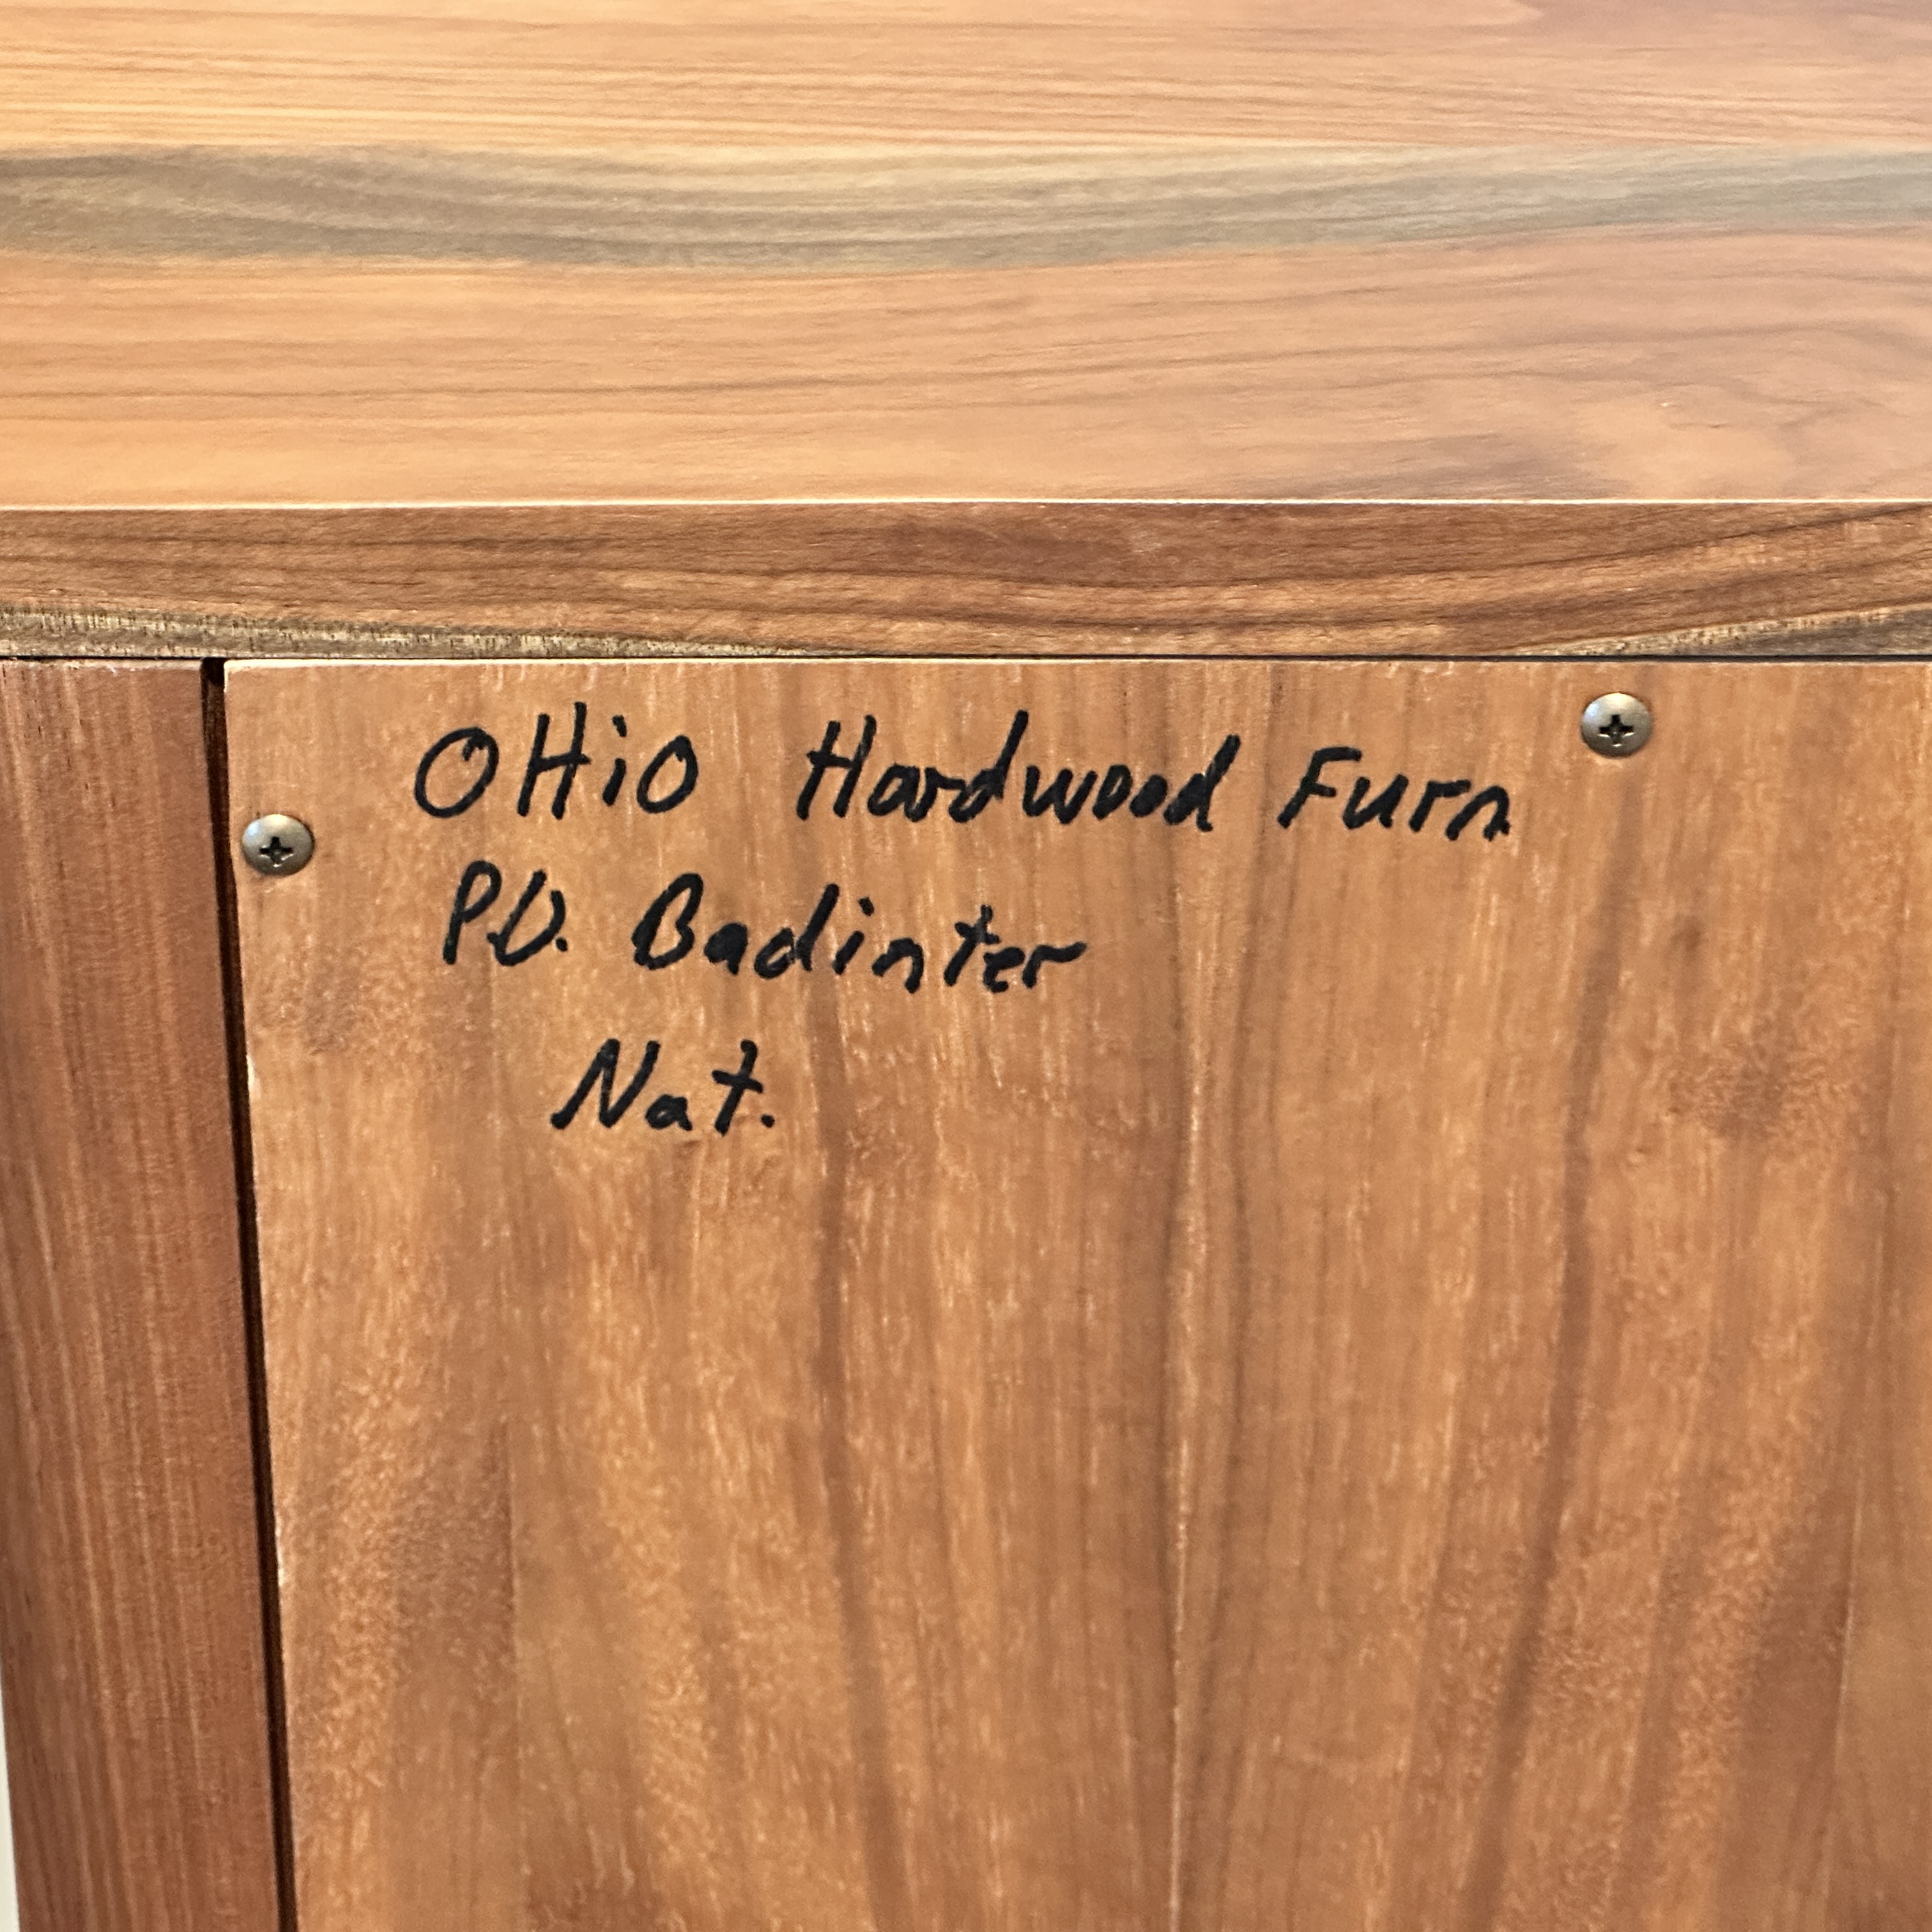 OHiO Hardwood Furn
P.O. Badinter
Nat.